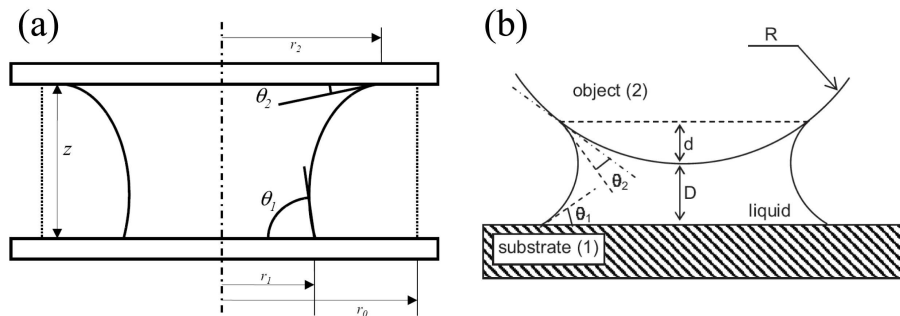 (a)
r₂
θ₂
z
θ₁
r₁
r₀
(b)
R
object (2)
d
θ₂
D
θ₁
liquid
substrate (1)